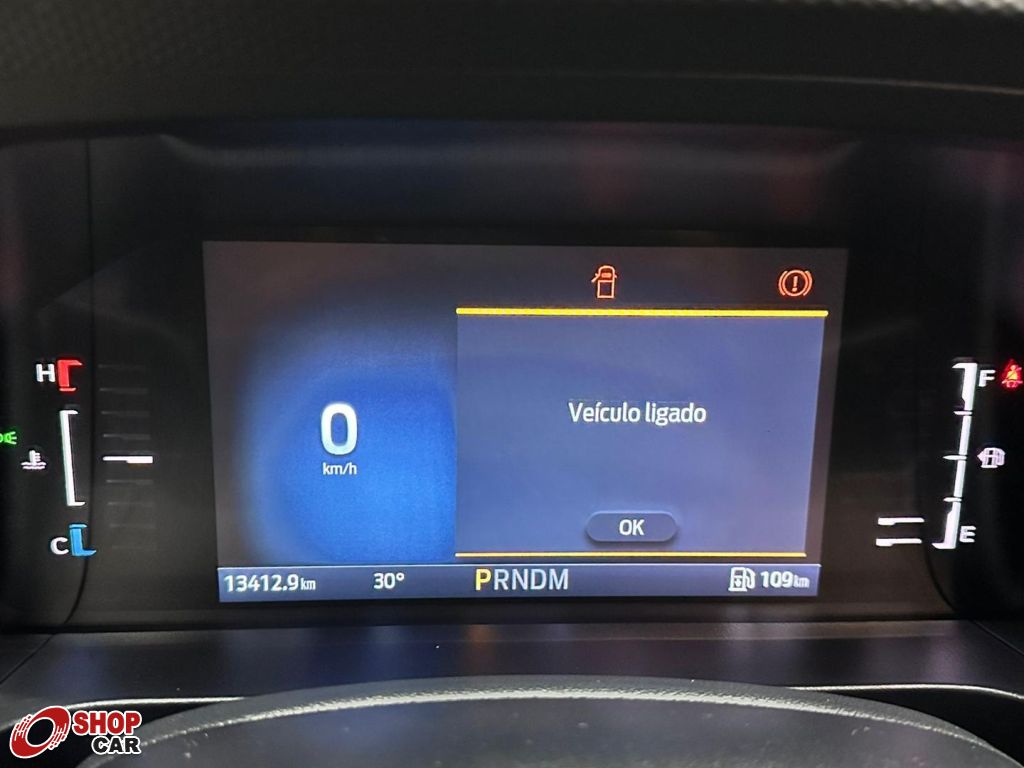 H
F
Veículo ligado
0
km/h
OK
C
E
13412.9 km
30°
PRNDM
109 km
SHOP
CAR